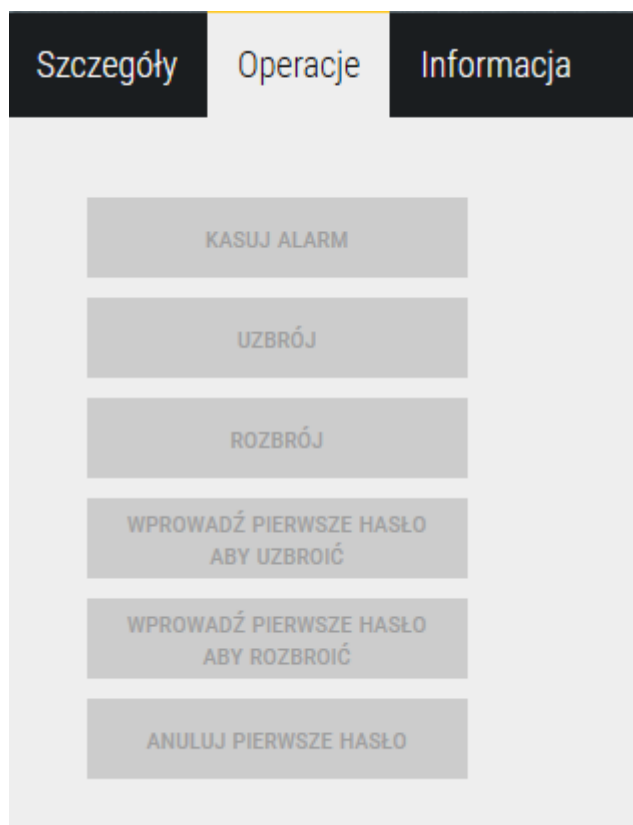 Szczegóły Operacje Informacja
KASUJ ALARM
UZBRÓJ
ROZBRÓJ
WPROWADŹ PIERWSZE HASŁO
ABY UZBROIĆ
WPROWADŹ PIERWSZE HASŁO
ABY ROZBROIĆ
ANULUJ PIERWSZE HASŁO